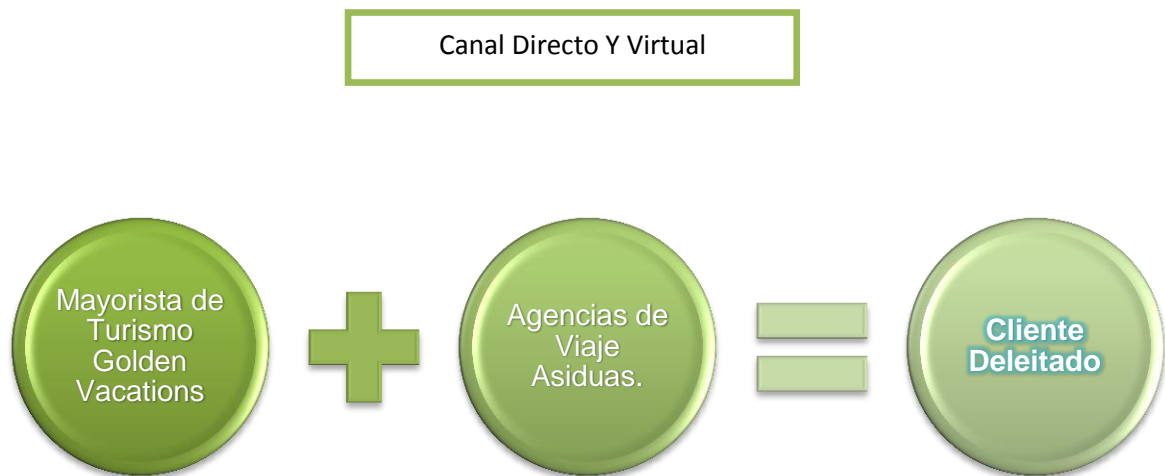 Canal Directo Y Virtual
Mayorista de
Turismo
Golden
Vacations
Agencias de
Viaje
Asiduas.
Cliente
Deleitado